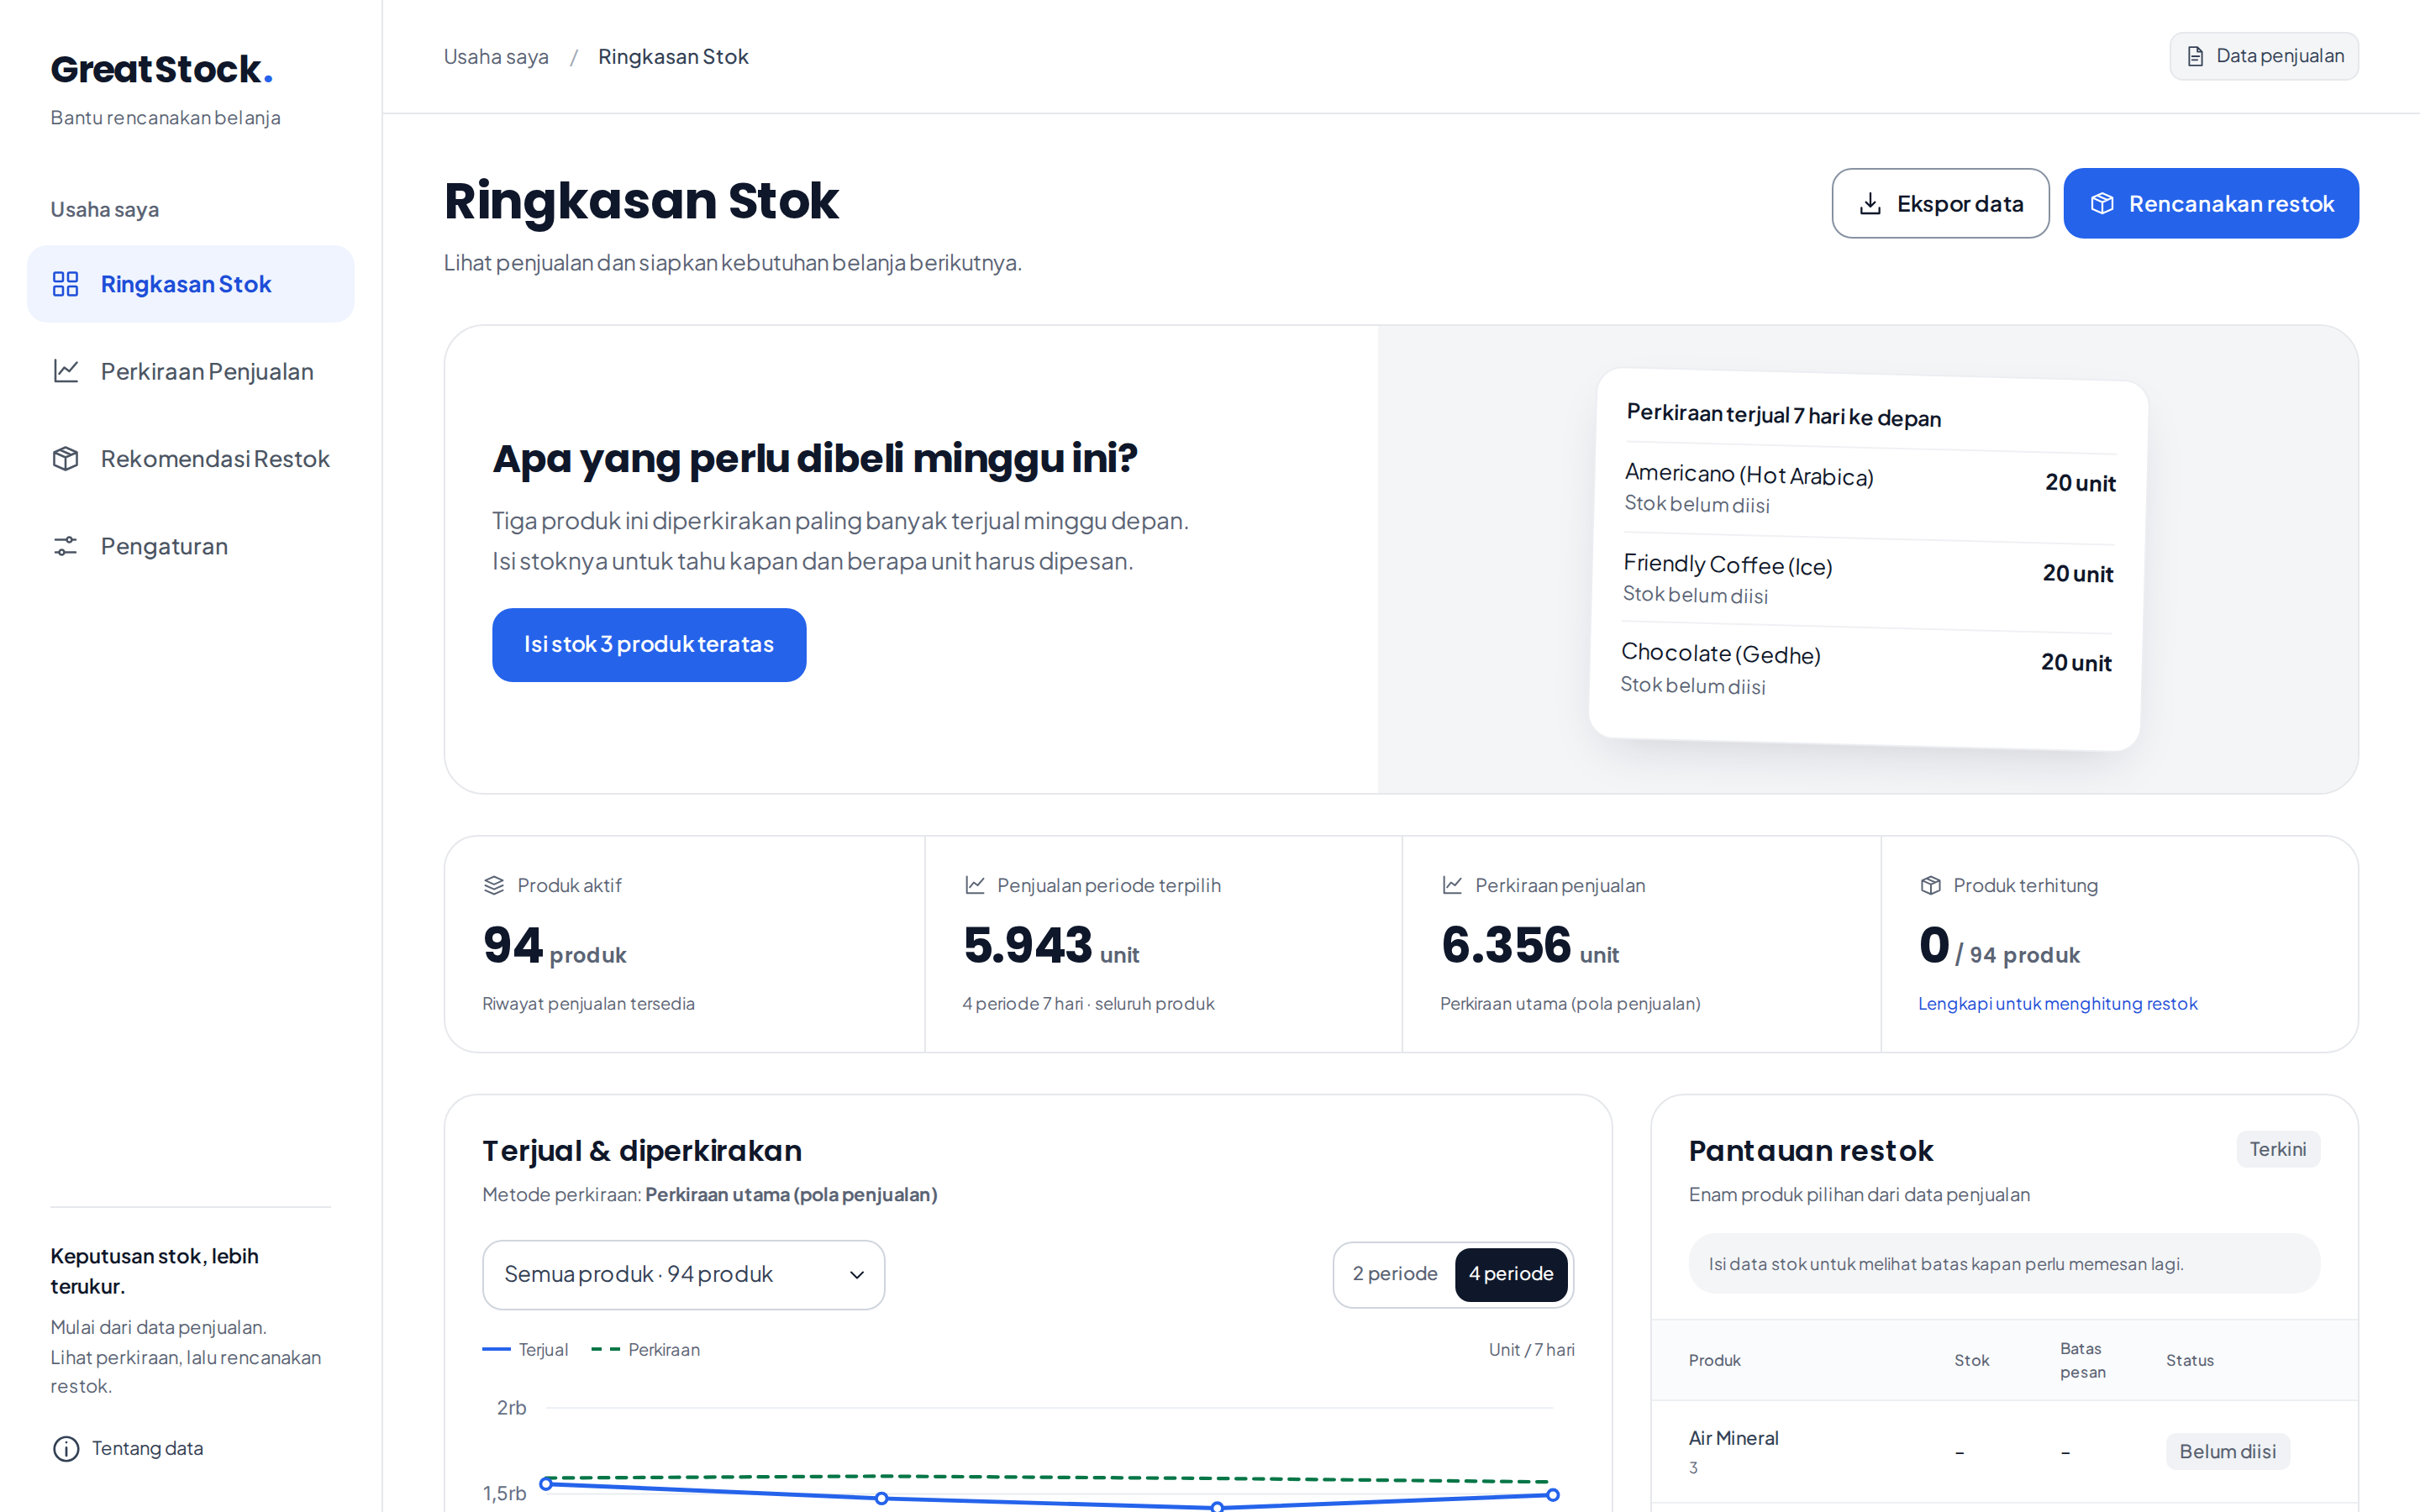 GreatStock.
Bantu rencanakan belanja
Usaha saya
Ringkasan Stok
Perkiraan Penjualan
Rekomendasi Restok
Pengaturan
Keputusan stok, lebih
terukur.
Mulai dari data penjualan.
Lihat perkiraan, lalu rencanakan
restok.
Tentang data
Usaha saya / Ringkasan Stok
Data penjualan
Ringkasan Stok
Lihat penjualan dan siapkan kebutuhan belanja berikutnya.
Ekspor data
Rencanakan restok
Apa yang perlu dibeli minggu ini?
Tiga produk ini diperkirakan paling banyak terjual minggu depan.
Isi stoknya untuk tahu kapan dan berapa unit harus dipesan.
Isi stok 3 produk teratas
Perkiraan terjual 7 hari ke depan
Americano (Hot Arabica) 20 unit
Stok belum diisi
Friendly Coffee (Ice) 20 unit
Stok belum diisi
Chocolate (Gedhe) 20 unit
Stok belum diisi
Produk aktif
94 produk
Riwayat penjualan tersedia
Penjualan periode terpilih
5.943 unit
4 periode 7 hari · seluruh produk
Perkiraan penjualan
6.356 unit
Perkiraan utama (pola penjualan)
Produk terhitung
0 / 94 produk
Lengkapi untuk menghitung restok
Terjual & diperkirakan
Metode perkiraan: Perkiraan utama (pola penjualan)
Semua produk · 94 produk
2 periode 4 periode
Terjual Perkiraan Unit / 7 hari
2rb
1,5rb
Pantauan restok
Terkini
Enam produk pilihan dari data penjualan
Isi data stok untuk melihat batas kapan perlu memesan lagi.
Produk Stok Batas pesan Status
Air Mineral – – Belum diisi
3